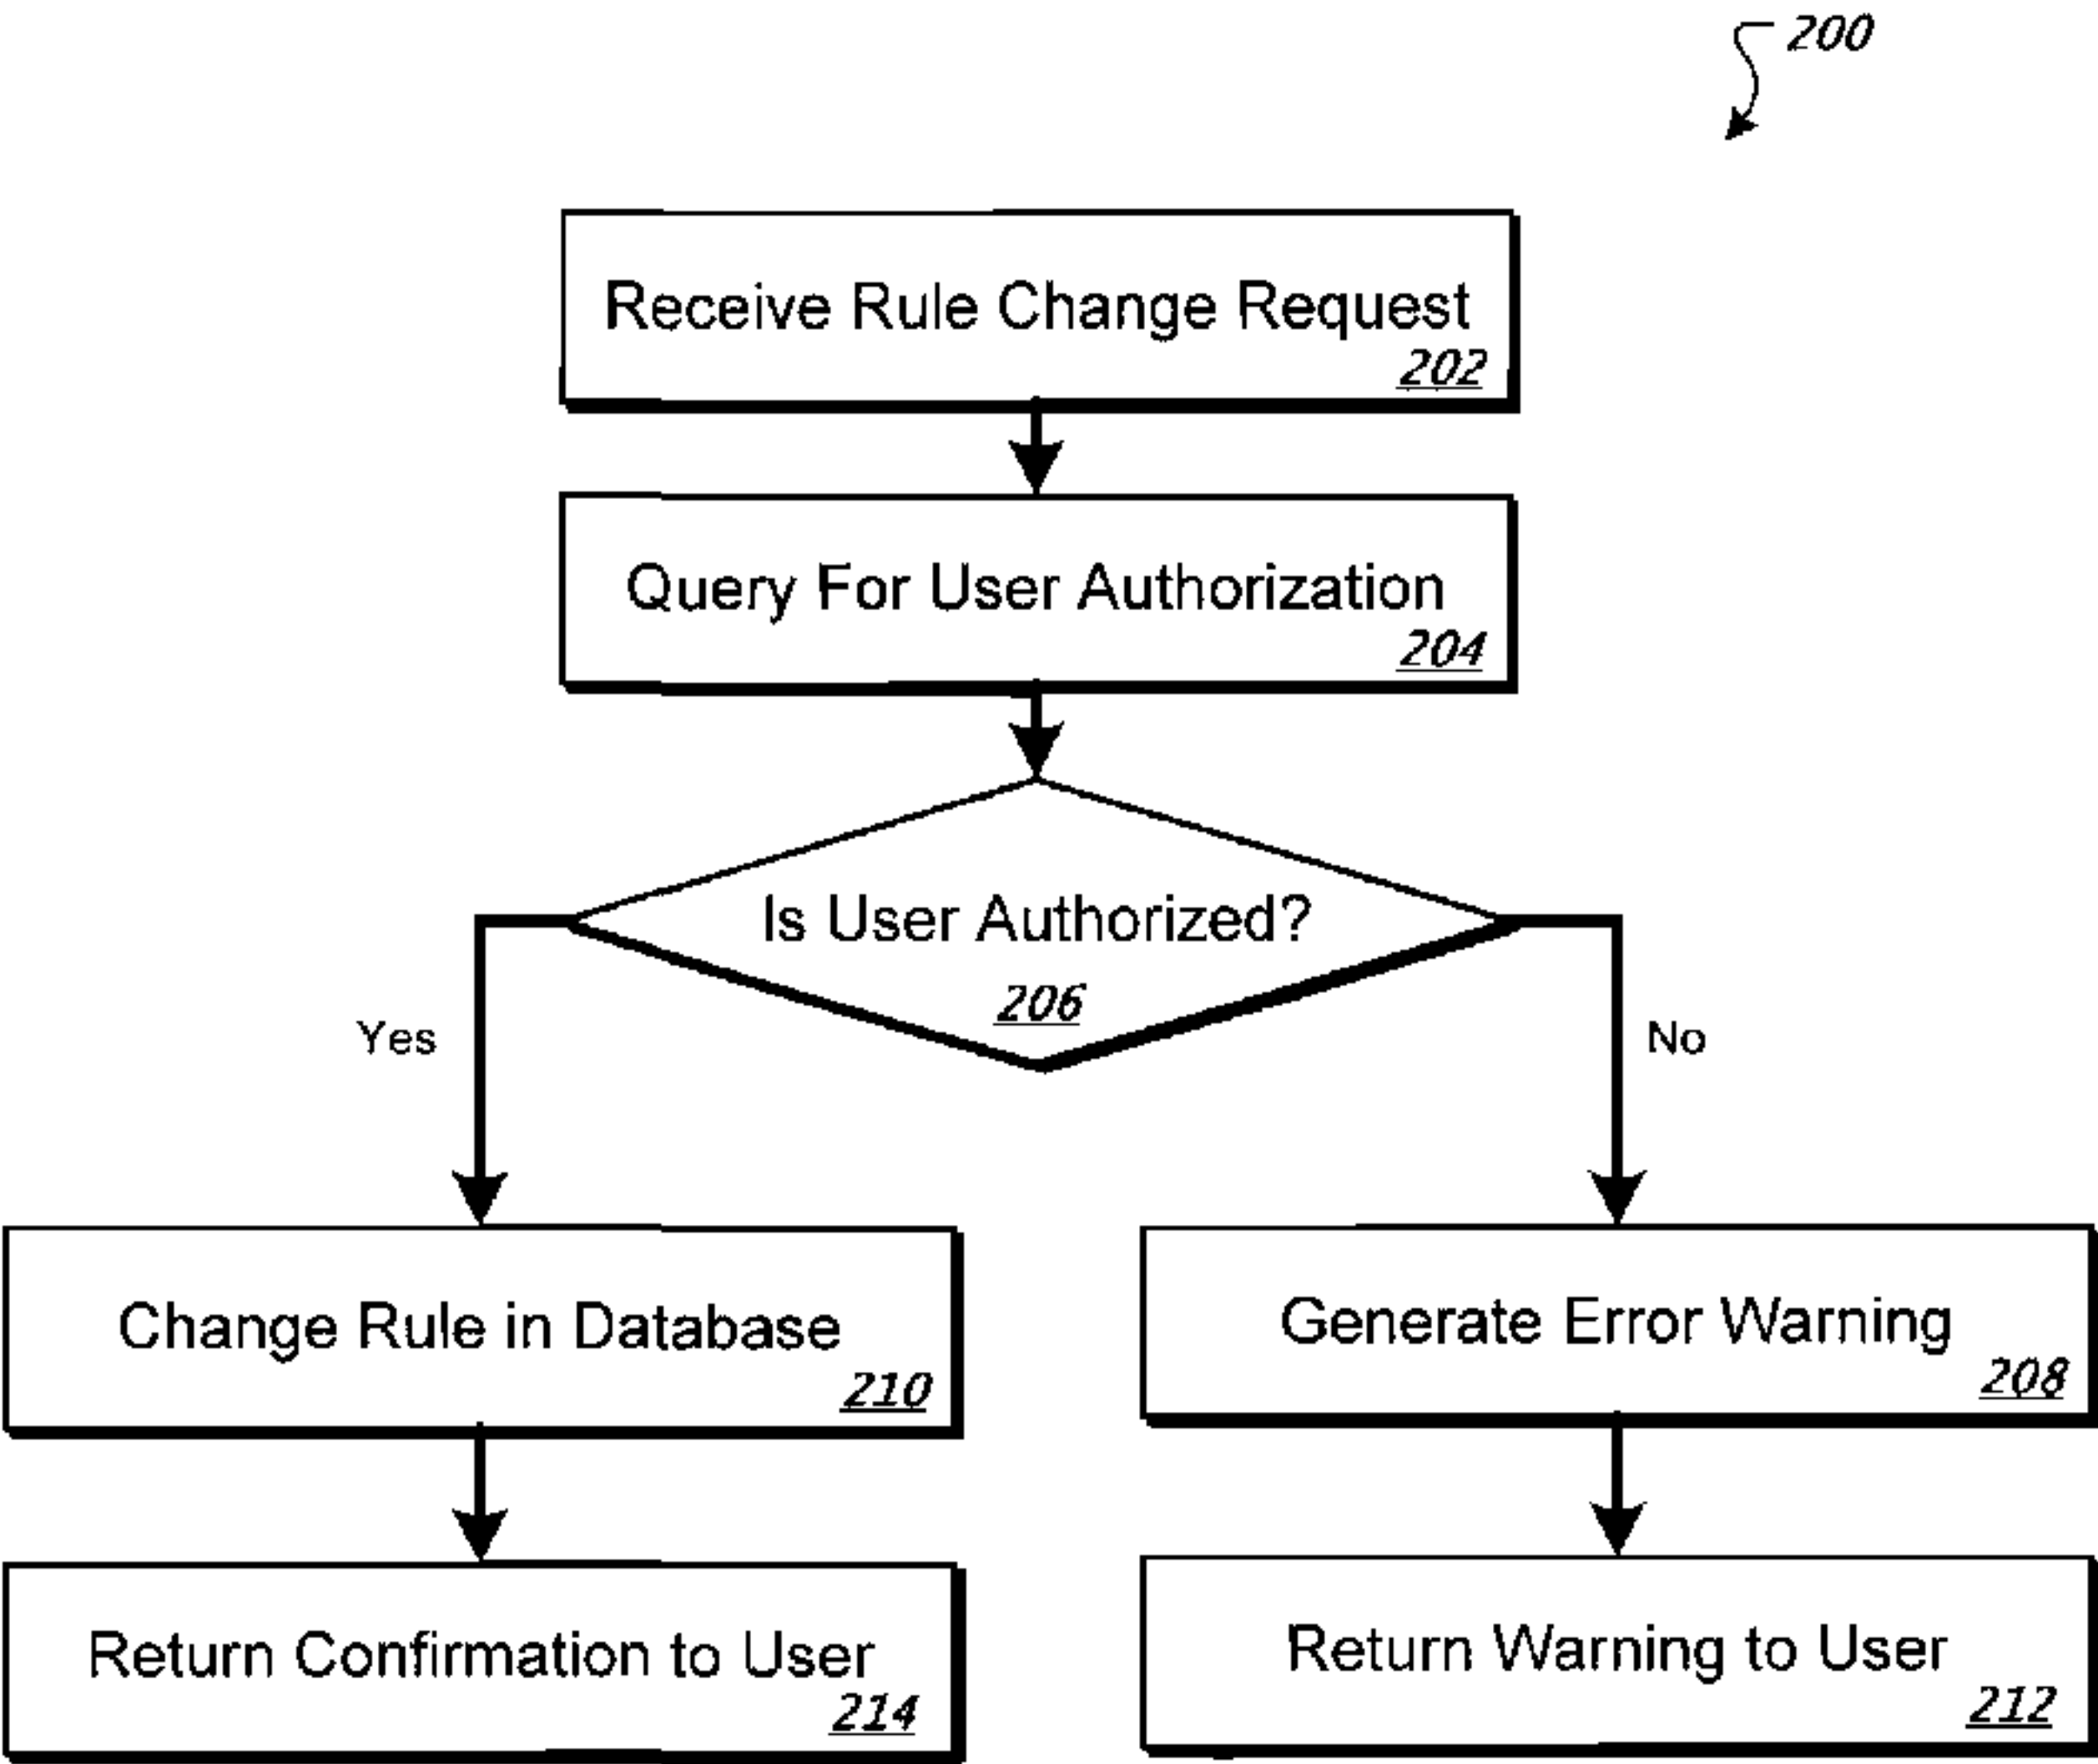 200
Receive Rule Change Request
202
Query For User Authorization
204
Is User Authorized?
206
Yes
No
Change Rule in Database
210
Generate Error Warning
208
Return Confirmation to User
214
Return Warning to User
212